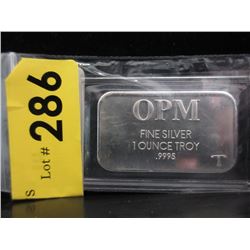 Lot # 286
S
OPM
FINE SILVER
1 OUNCE TROY
.9995
T